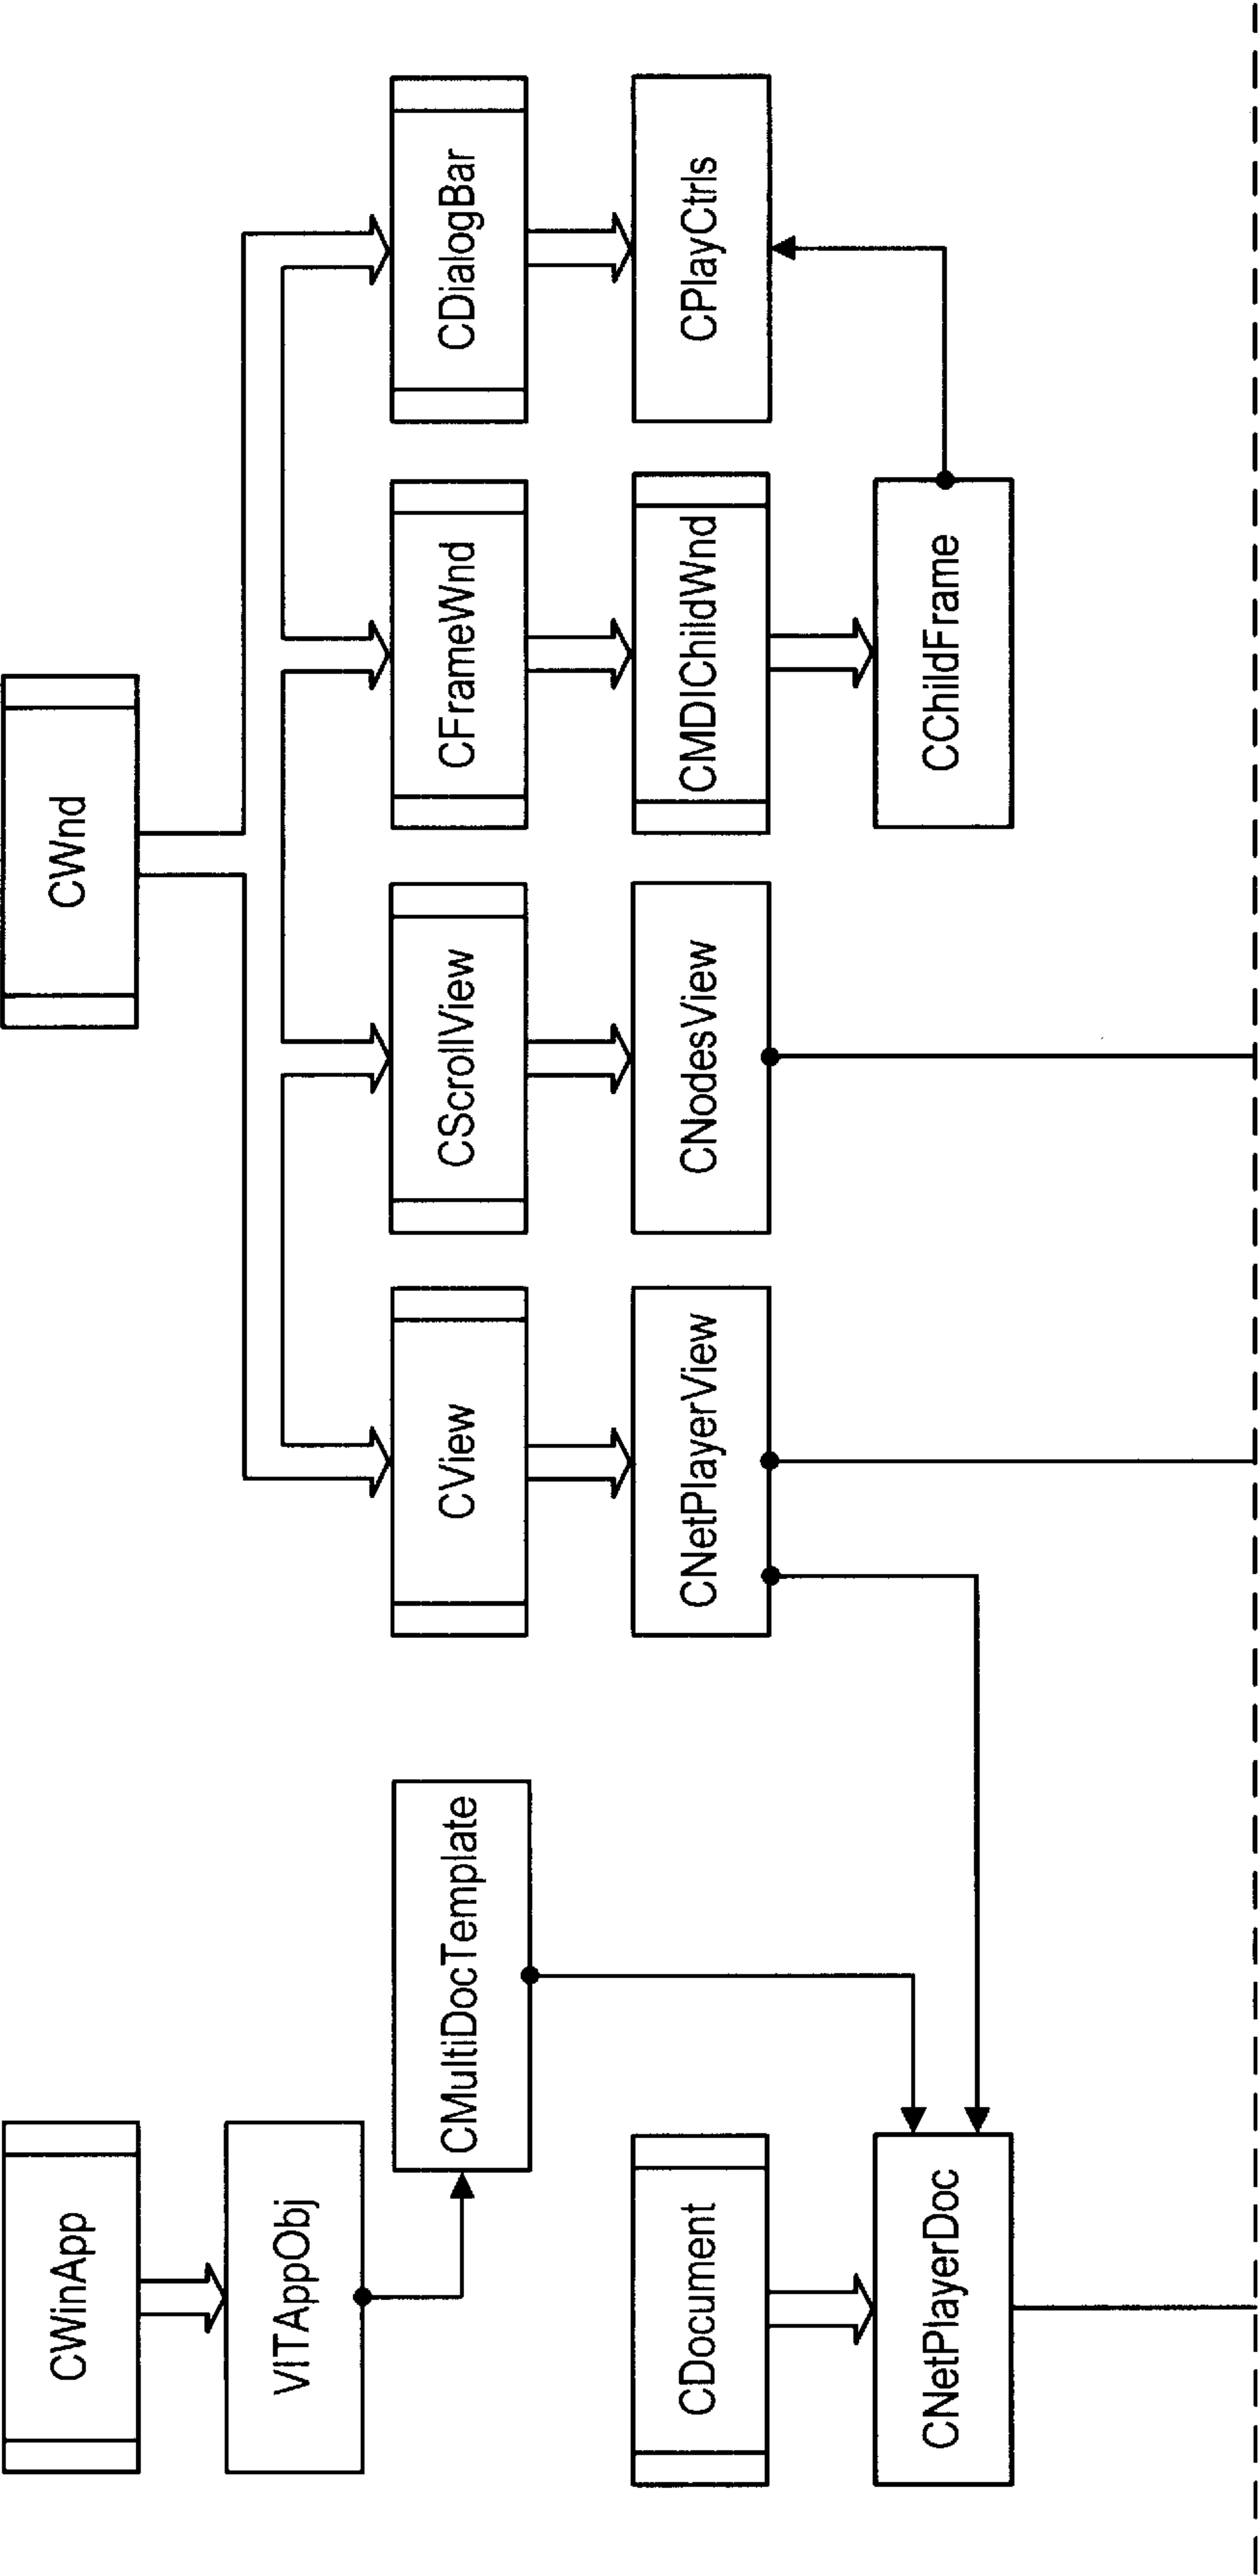 CWinApp
CWnd
VITAppObj
CMultiDocTemplate
CView
CScrollView
CFrameWnd
CDialogBar
CDocument
CNetPlayerView
CNodesView
CMDIChildWnd
CPlayCtrls
CNetPlayerDoc
CChildFrame